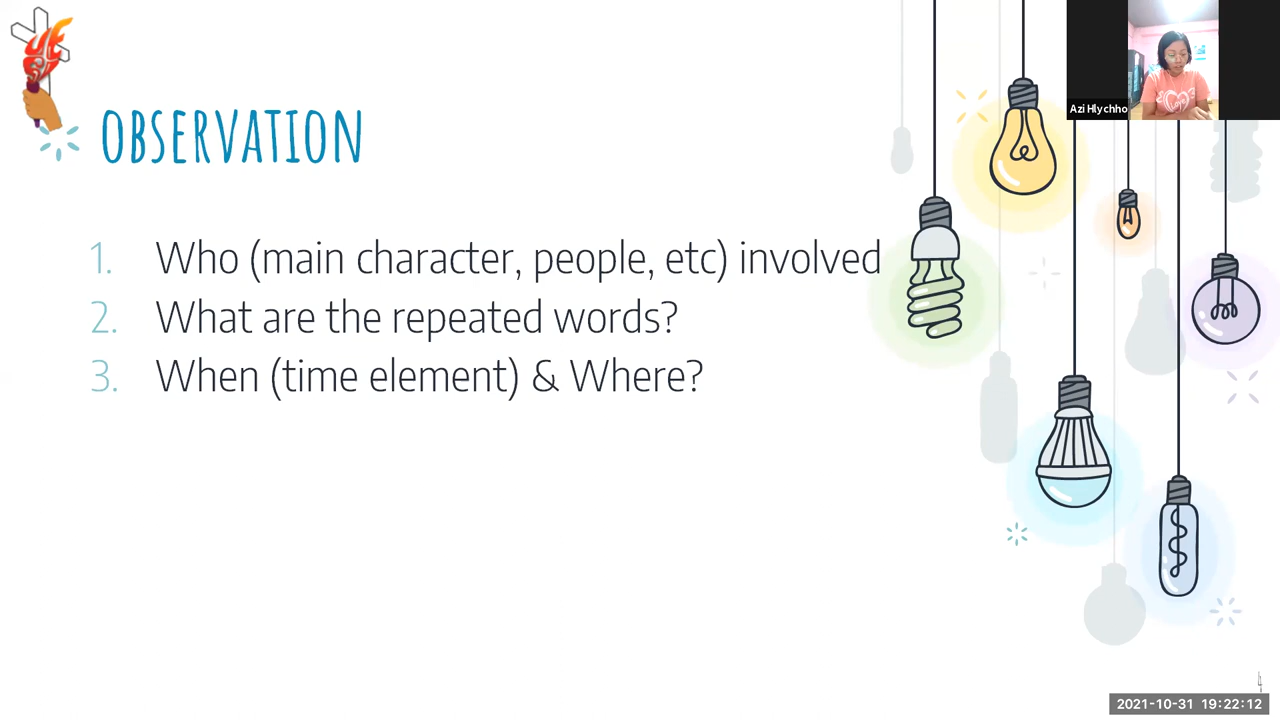 OBSERVATION
1. Who (main character, people, etc) involved
2. What are the repeated words?
3. When (time element) & Where?
Azi Hlychho
4
2021-10-31 19:22:12